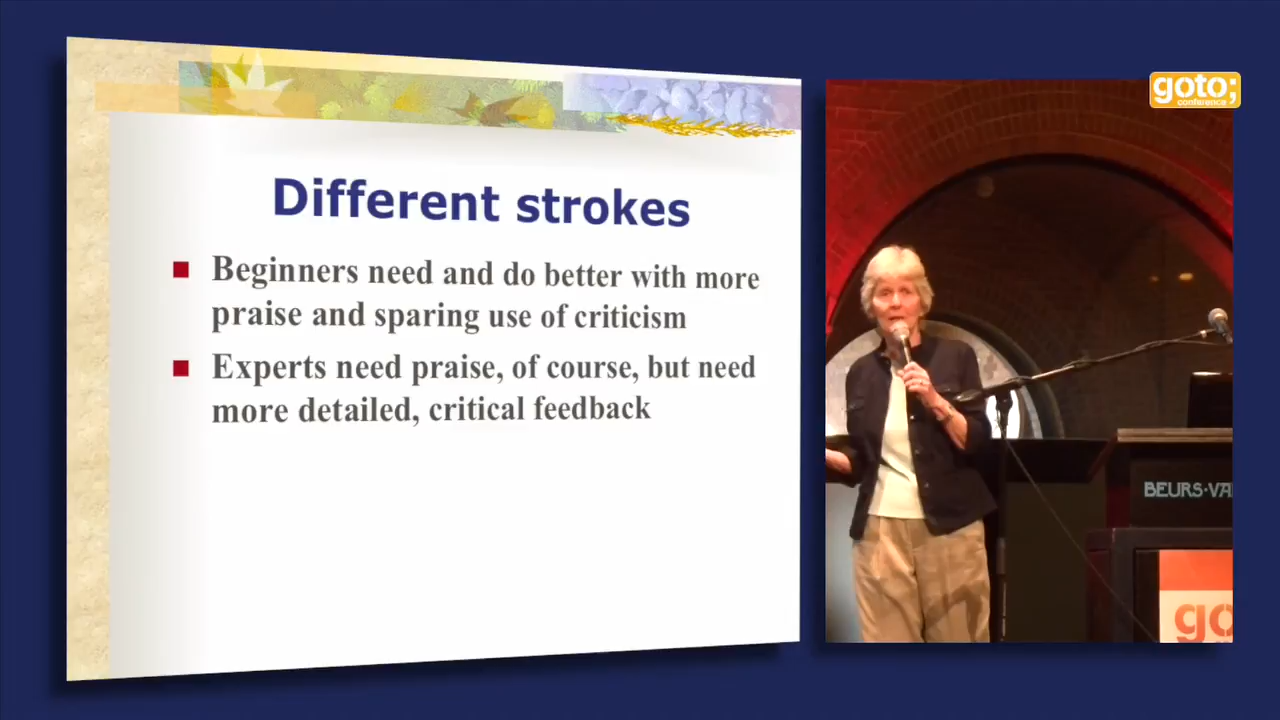 goto;
conference
Different strokes
Beginners need and do better with more
praise and sparing use of criticism
Experts need praise, of course, but need
more detailed, critical feedback
BEURS·VA
go